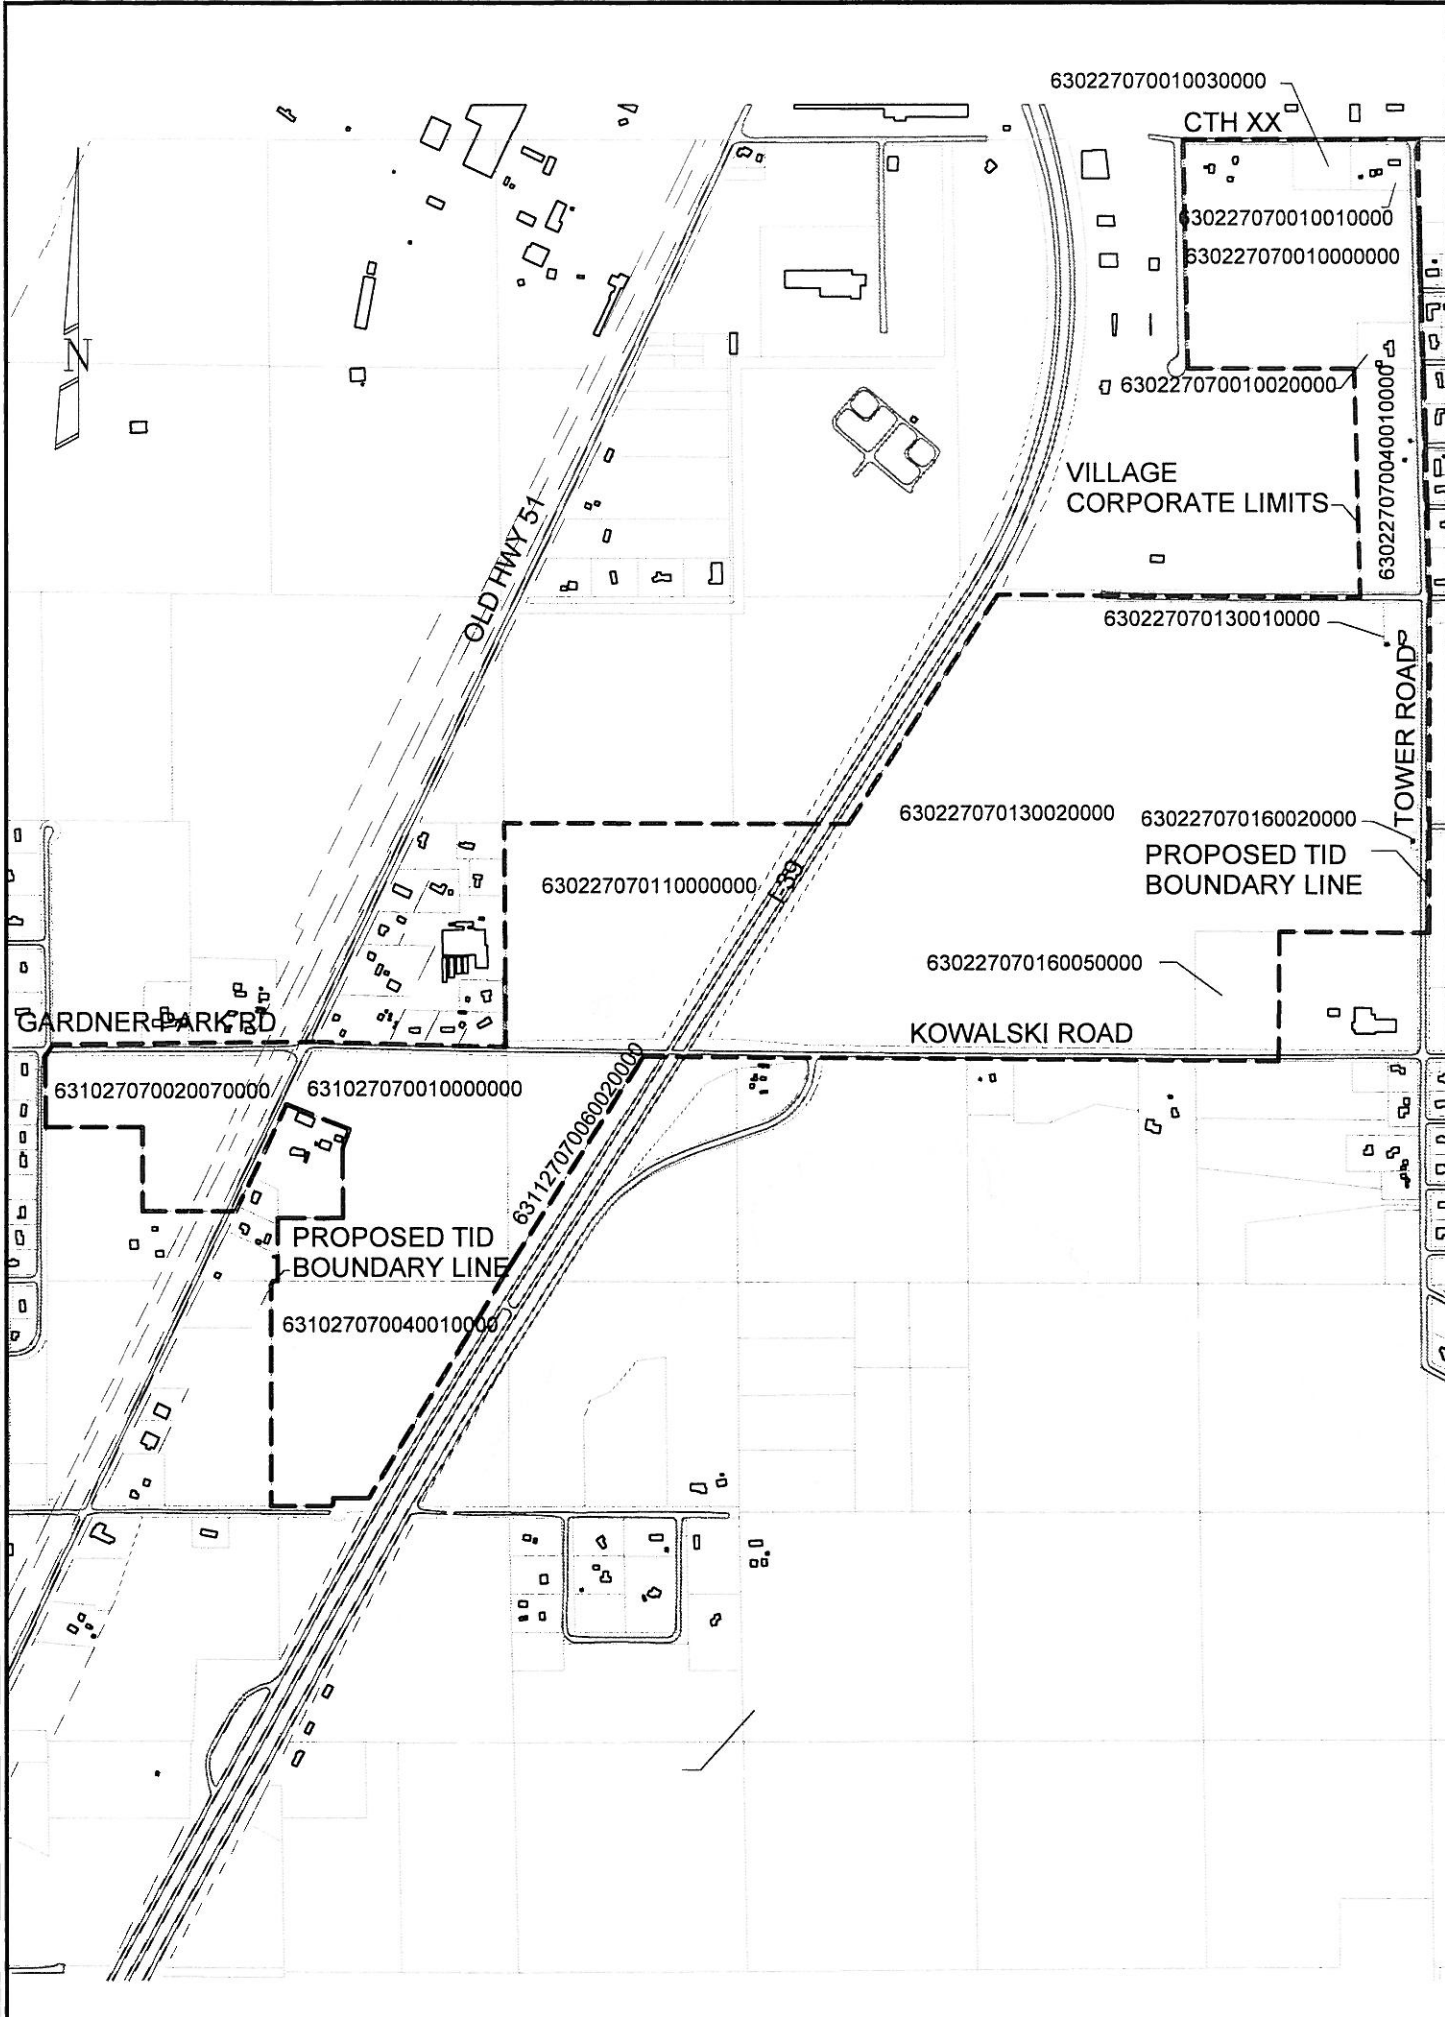 630227070010030000
CTH XX
630227070010010000
630227070010000000
N
630227070010020000
630227070040010000
VILLAGE
CORPORATE LIMITS
OLD HWY 51
630227070130010000
TOWER ROAD
630227070130020000
630227070160020000
PROPOSED TID
BOUNDARY LINE
630227070110000000
I-39
630227070160050000
GARDNER PARK RD
KOWALSKI ROAD
631027070020070000
631027070010000000
631127070060020000
PROPOSED TID
BOUNDARY LINE
631027070040010000